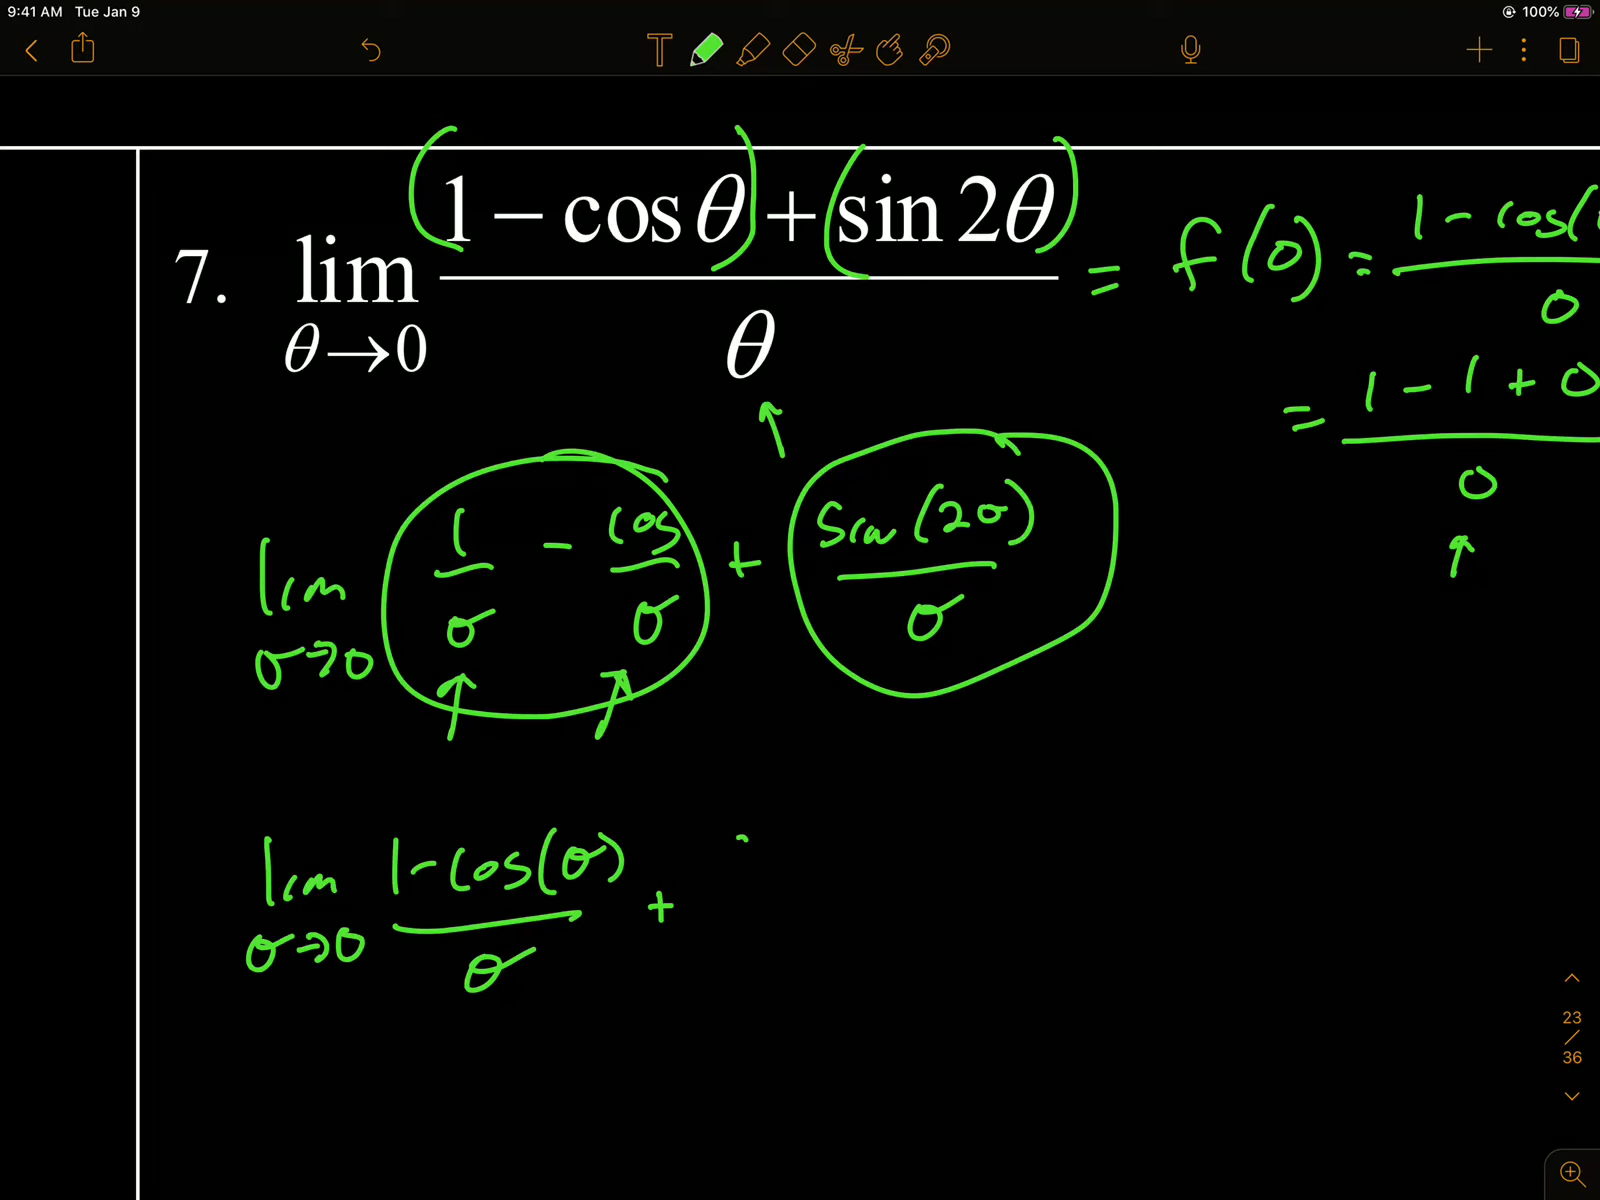 9:41 AM Tue Jan 9
100%
7. lim θ→0 (1 − cos θ) + (sin 2θ) / θ = f(0) = 1 - cos( / 0
= 1 - 1 + 0 / 0
lim σ→0 1/σ - cos/σ + sin(2σ)/σ
lim σ→0 1-cos(σ)/σ +
23
/
36